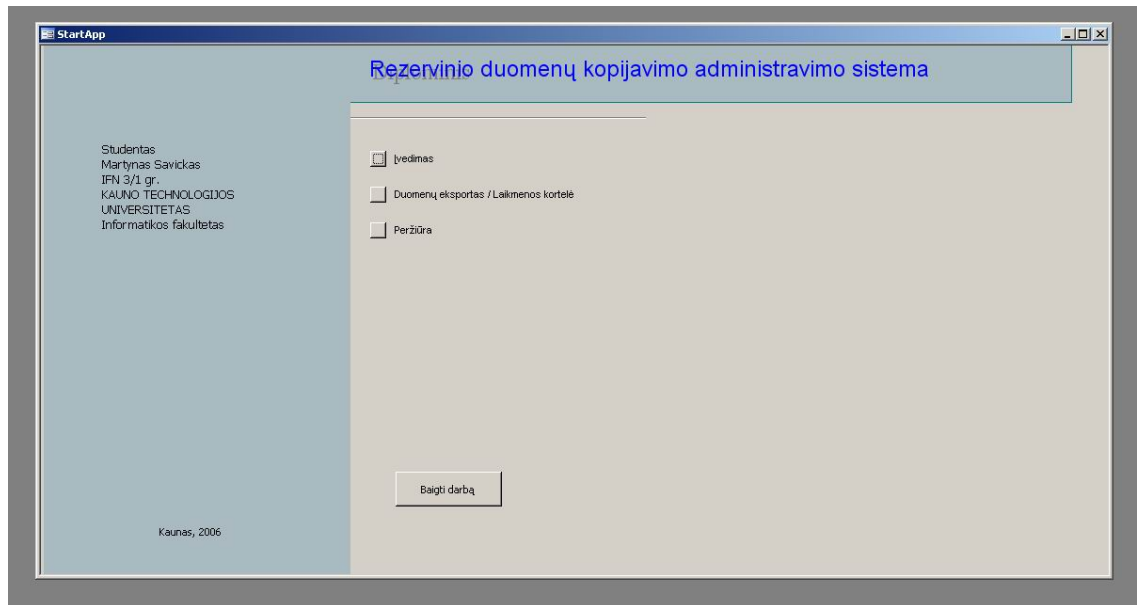 StartApp
Rezervinio duomenų kopijavimo administravimo sistema
Diplominis
Studentas
Martynas Savickas
IFN 3/1 gr.
KAUNO TECHNOLOGIJOS
UNIVERSITETAS
Informatikos fakultetas
Įvedimas
Duomenų eksportas / Laikmenos kortelė
Peržiūra
Baigti darbą
Kaunas, 2006